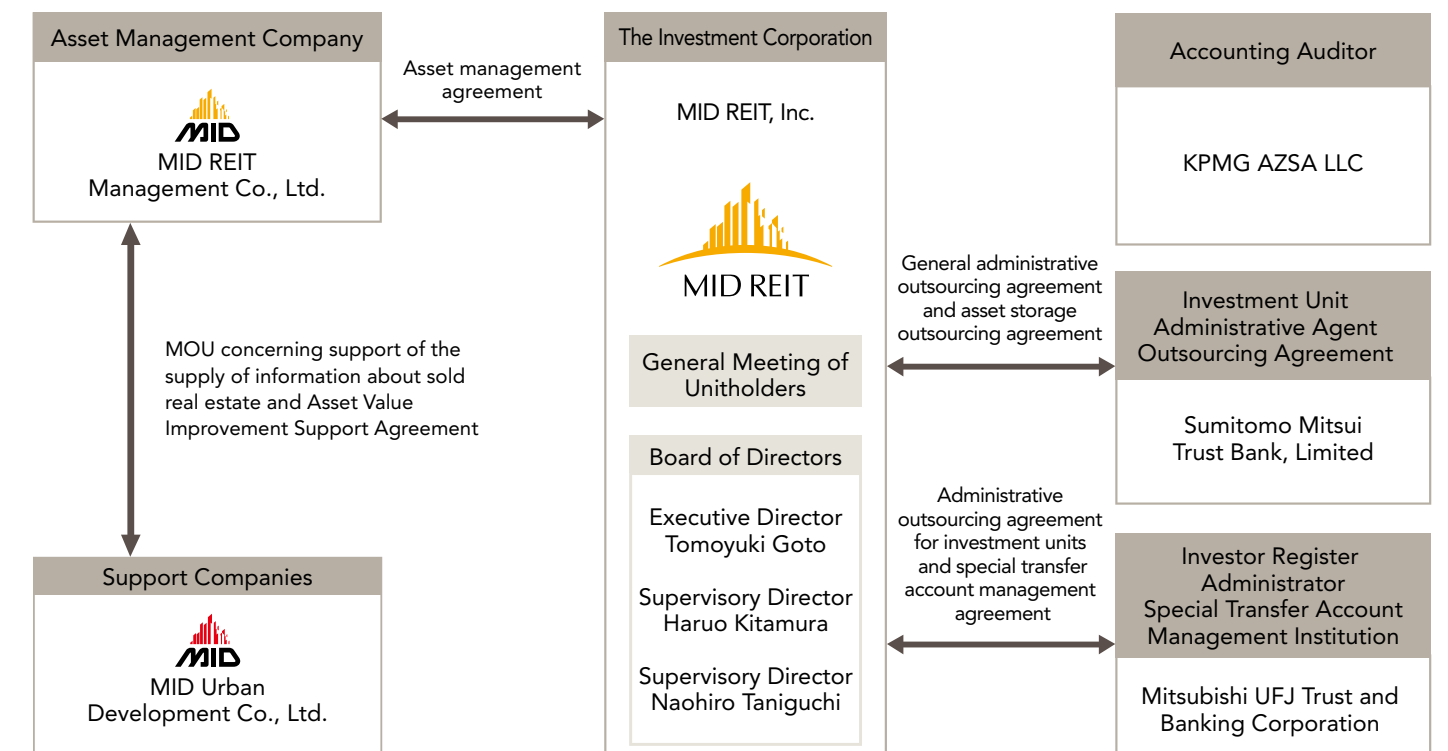 Asset Management Company
MID
MID REIT
Management Co., Ltd.
Asset management
agreement
MOU concerning support of the
supply of information about sold
real estate and Asset Value
Improvement Support Agreement
Support Companies
MID
MID Urban
Development Co., Ltd.
The Investment Corporation
MID REIT, Inc.
MID REIT
General Meeting of
Unitholders
Board of Directors
Executive Director
Tomoyuki Goto
Supervisory Director
Haruo Kitamura
Supervisory Director
Naohiro Taniguchi
General administrative
outsourcing agreement
and asset storage
outsourcing agreement
Administrative
outsourcing agreement
for investment units
and special transfer
account management
agreement
Accounting Auditor
KPMG AZSA LLC
Investment Unit
Administrative Agent
Outsourcing Agreement
Sumitomo Mitsui
Trust Bank, Limited
Investor Register
Administrator
Special Transfer Account
Management Institution
Mitsubishi UFJ Trust and
Banking Corporation